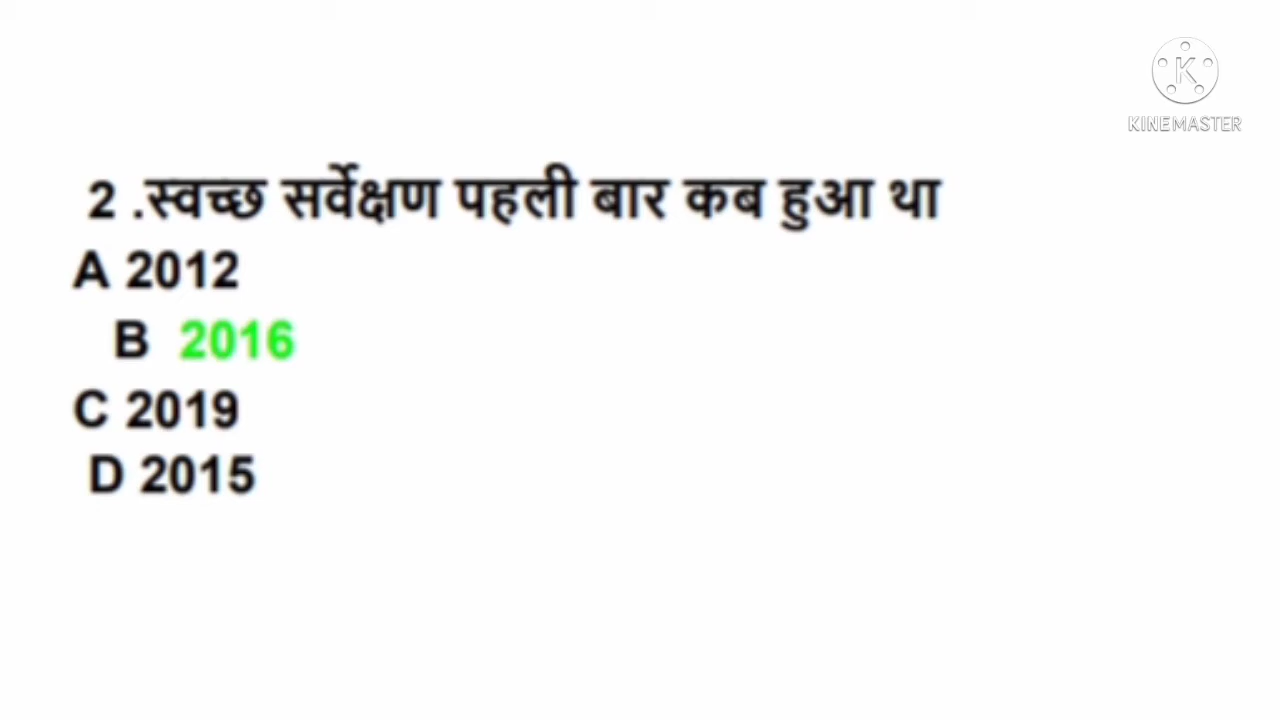 K
KINEMASTER
2 .स्वच्छ सर्वेक्षण पहली बार कब हुआ था
A 2012
B 2016
C 2019
D 2015